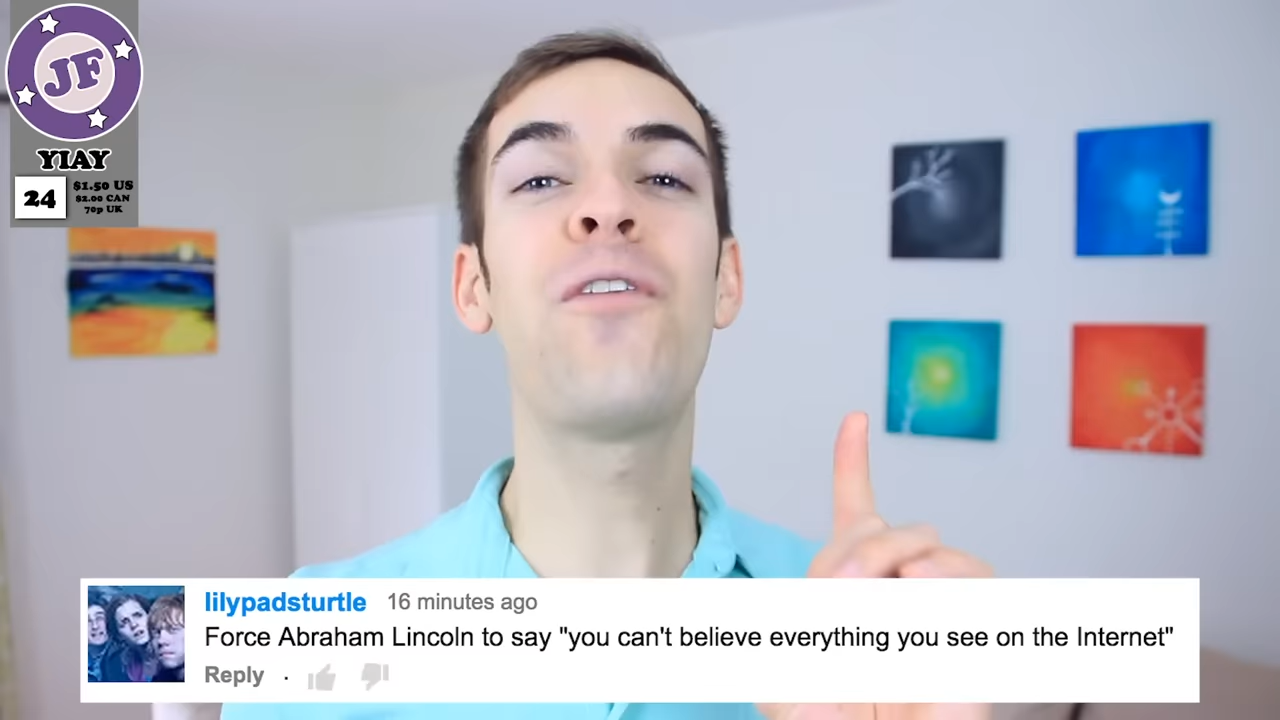 JF
YIAY
24
$1.50 US
$2.00 CAN
70p UK
lilypadsturtle 16 minutes ago
Force Abraham Lincoln to say "you can't believe everything you see on the Internet"
Reply ·